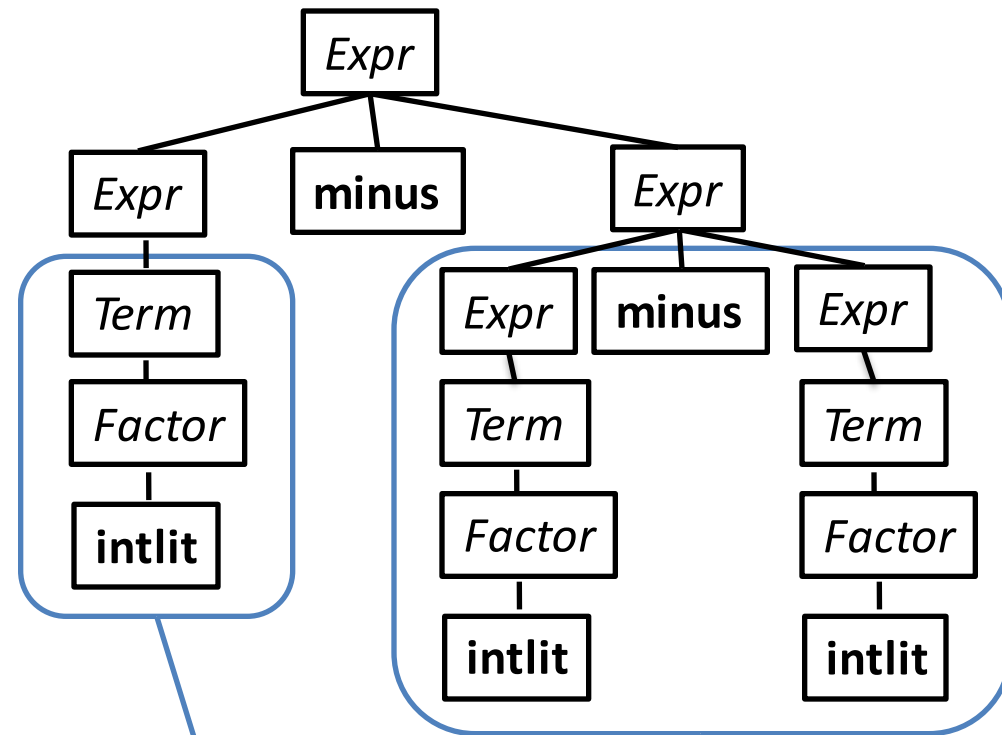 Expr
Expr minus Expr
Term Expr minus Expr
Factor Term Term
intlit Factor Factor
intlit intlit